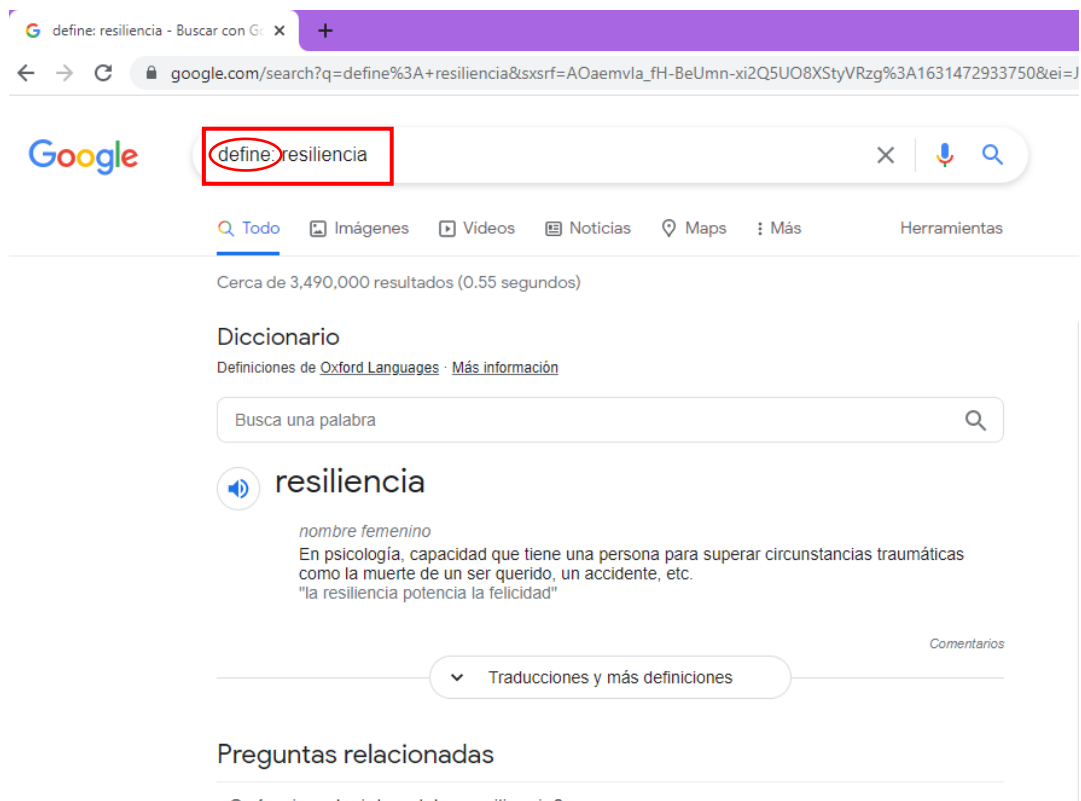 define: resiliencia - Buscar con G
google.com/search?q=define%3A+resiliencia&sxsrf=AOaemvla_fH-BeUmn-xi2Q5UO8XStyVRzg%3A1631472933750&ei=J
Google
define: resiliencia
Todo Imágenes Vídeos Noticias Maps Más Herramientas
Cerca de 3,490,000 resultados (0.55 segundos)
Diccionario
Definiciones de Oxford Languages · Más información
Busca una palabra
resiliencia
nombre femenino
En psicología, capacidad que tiene una persona para superar circunstancias traumáticas
como la muerte de un ser querido, un accidente, etc.
"la resiliencia potencia la felicidad"
Comentarios
Traducciones y más definiciones
Preguntas relacionadas